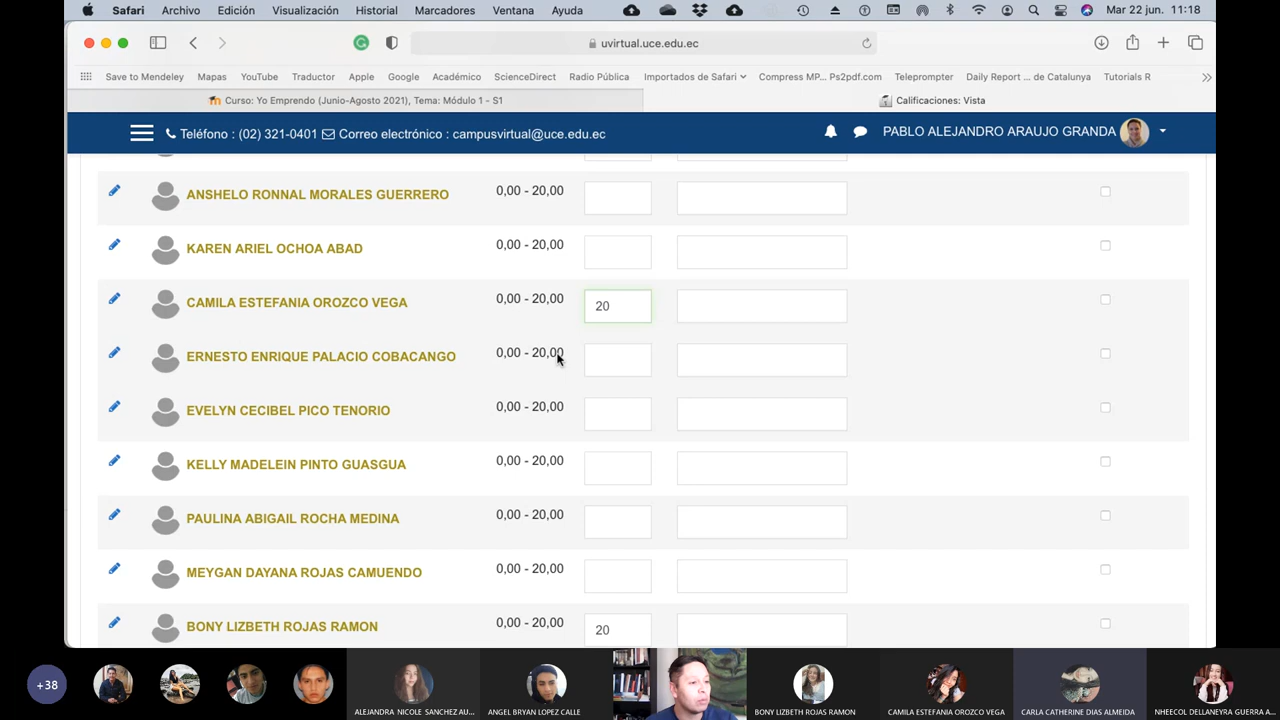 Safari Archivo Edición Visualización Historial Marcadores Ventana Ayuda Mar 22 jun. 11:18
uvirtual.uce.edu.ec
Save to Mendeley Mapas YouTube Traductor Apple Google Académico ScienceDirect Radio Pública Importados de Safari Compress MP... Ps2pdf.com Teleprompter Daily Report ... de Catalunya Tutorials R
Curso: Yo Emprendo (Junio-Agosto 2021), Tema: Módulo 1 - S1 Calificaciones: Vista
Teléfono : (02) 321-0401 Correo electrónico : campusvirtual@uce.edu.ec PABLO ALEJANDRO ARAUJO GRANDA
ANSHELO RONNAL MORALES GUERRERO 0,00 - 20,00
KAREN ARIEL OCHOA ABAD 0,00 - 20,00
CAMILA ESTEFANIA OROZCO VEGA 0,00 - 20,00 20
ERNESTO ENRIQUE PALACIO COBACANGO 0,00 - 20,00
EVELYN CECIBEL PICO TENORIO 0,00 - 20,00
KELLY MADELEIN PINTO GUASGUA 0,00 - 20,00
PAULINA ABIGAIL ROCHA MEDINA 0,00 - 20,00
MEYGAN DAYANA ROJAS CAMUENDO 0,00 - 20,00
BONY LIZBETH ROJAS RAMON 0,00 - 20,00 20
+38 ALEJANDRA NICOLE SANCHEZ AU... ANGEL BRYAN LOPEZ CALLE BONY LIZBETH ROJAS RAMON CAMILA ESTEFANIA OROZCO VEGA CARLA CATHERINE DIAS ALMEIDA NHEECOL DELLANEYRA GUERRA A...